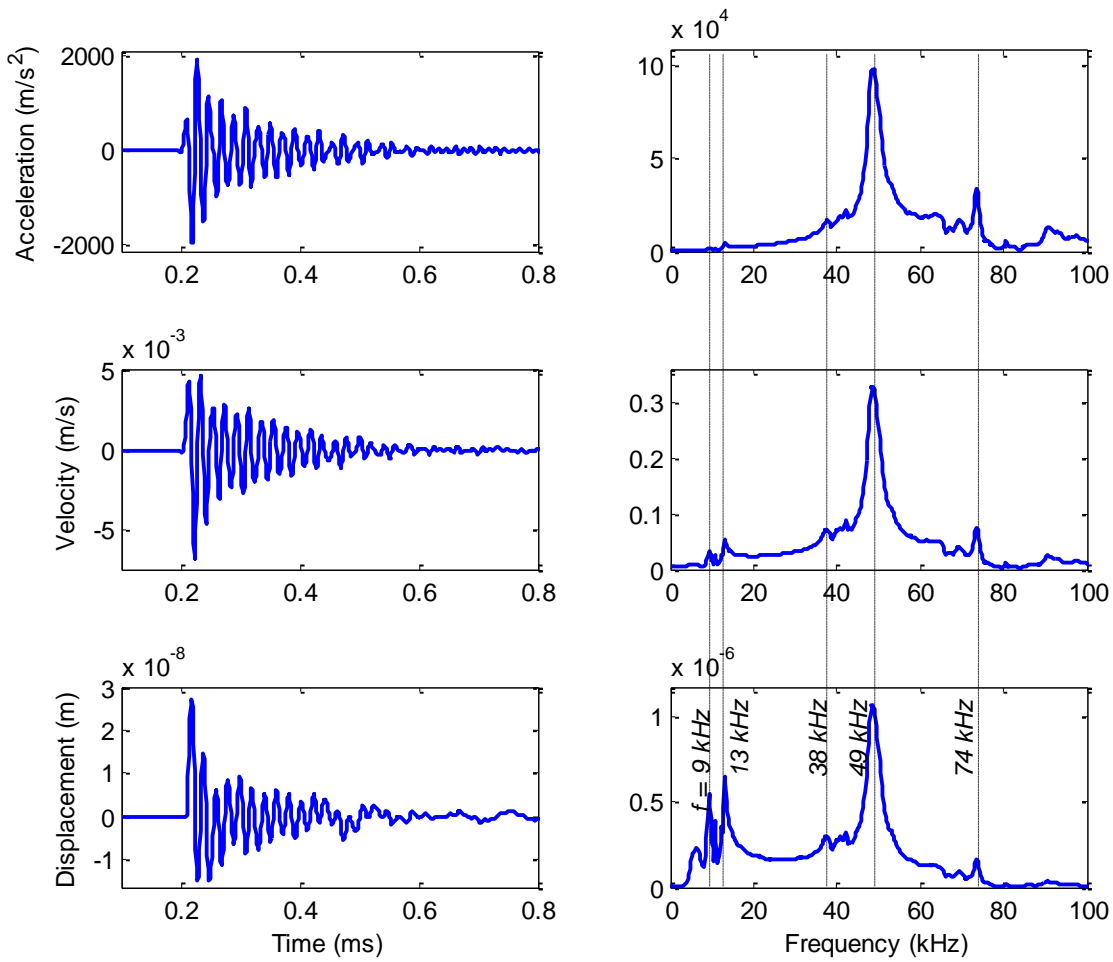 Acceleration (m/s²)
2000
0
-2000
0.2 0.4 0.6 0.8
x 10⁴
10
5
0
0 20 40 60 80 100
Velocity (m/s)
x 10⁻³
5
0
-5
0.2 0.4 0.6 0.8
0.3
0.2
0.1
0
0 20 40 60 80 100
Displacement (m)
x 10⁻⁸
3
2
1
0
-1
0.2 0.4 0.6 0.8
Time (ms)
x 10⁻⁶
1
0.5
0
f = 9 kHz
13 kHz
38 kHz
49 kHz
74 kHz
0 20 40 60 80 100
Frequency (kHz)